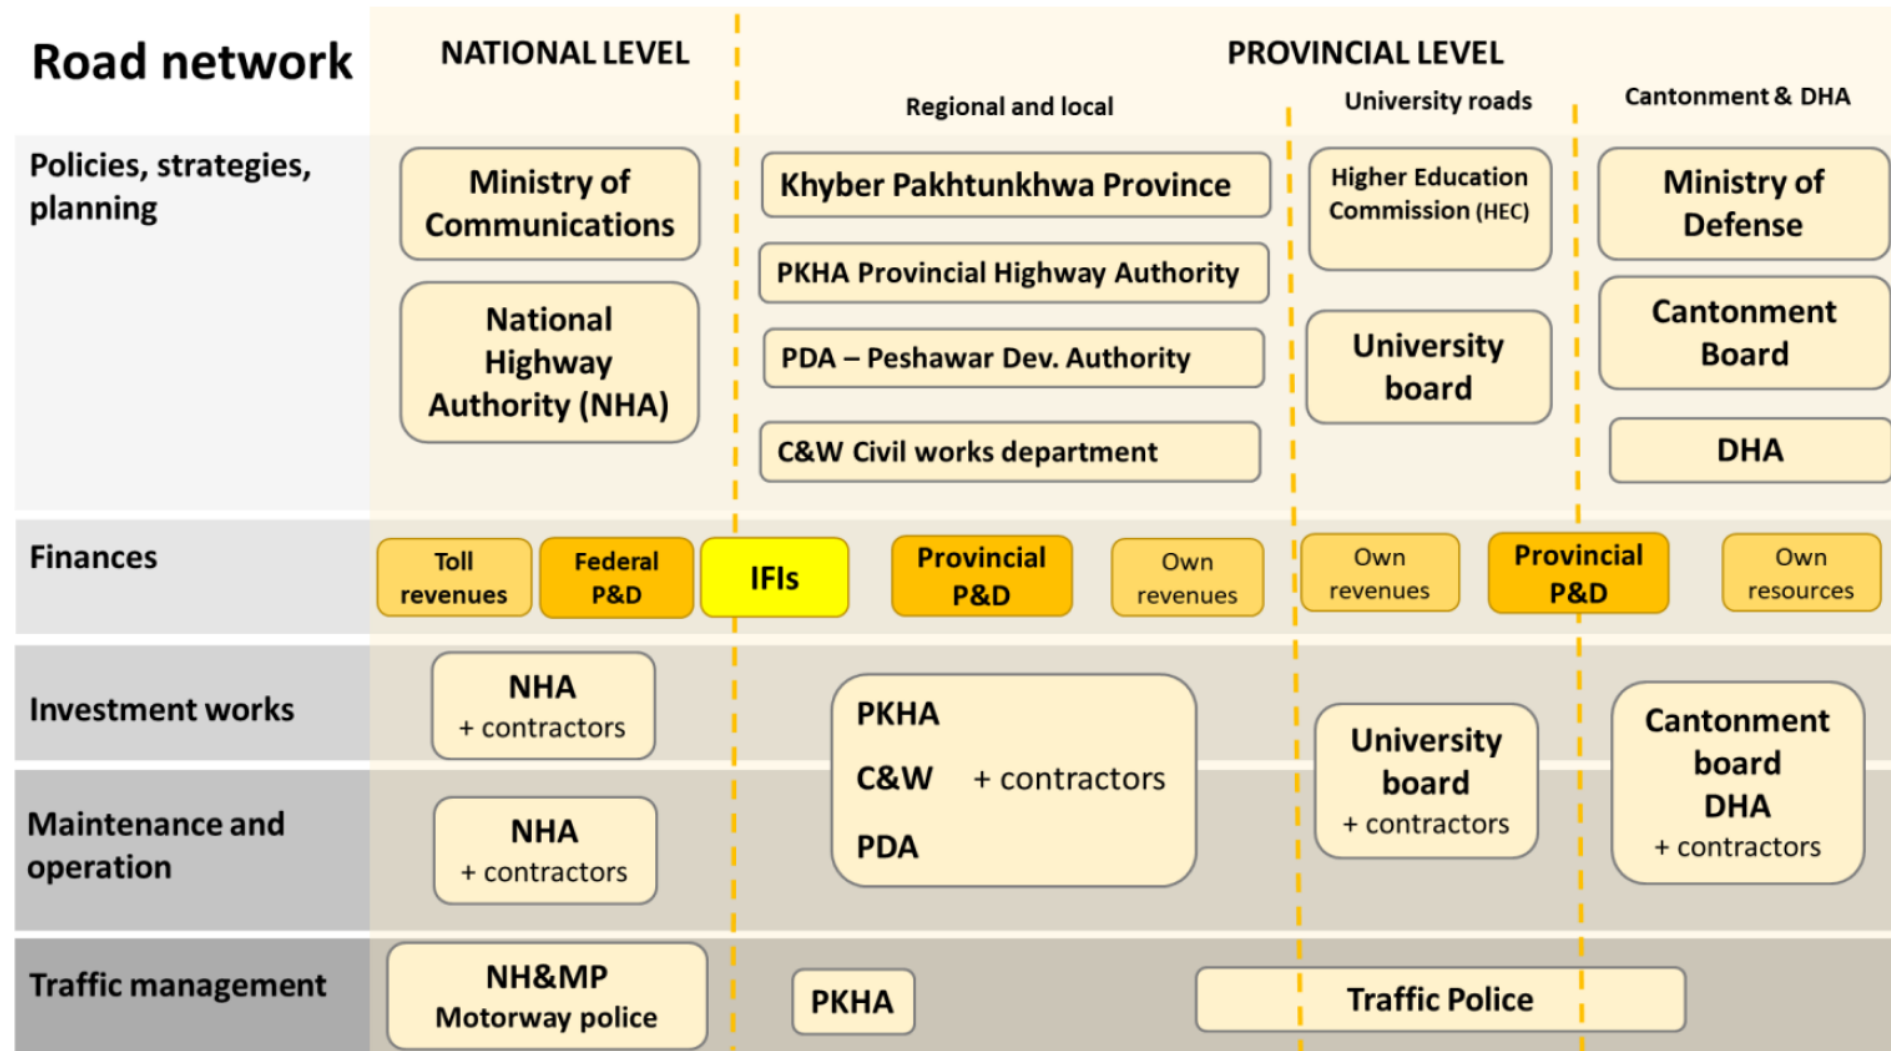 Road network
NATIONAL LEVEL
PROVINCIAL LEVEL
Regional and local
University roads
Cantonment & DHA
Policies, strategies,
planning
Ministry of
Communications
National
Highway
Authority (NHA)
Khyber Pakhtunkhwa Province
PKHA Provincial Highway Authority
PDA – Peshawar Dev. Authority
C&W Civil works department
Higher Education
Commission (HEC)
University
board
Ministry of
Defense
Cantonment
Board
DHA
Finances
Toll
revenues
Federal
P&D
IFIs
Provincial
P&D
Own
revenues
Own
revenues
Provincial
P&D
Own
resources
Investment works
NHA
+ contractors
PKHA
C&W + contractors
PDA
University
board
+ contractors
Cantonment
board
DHA
+ contractors
Maintenance and
operation
NHA
+ contractors
Traffic management
NH&MP
Motorway police
PKHA
Traffic Police